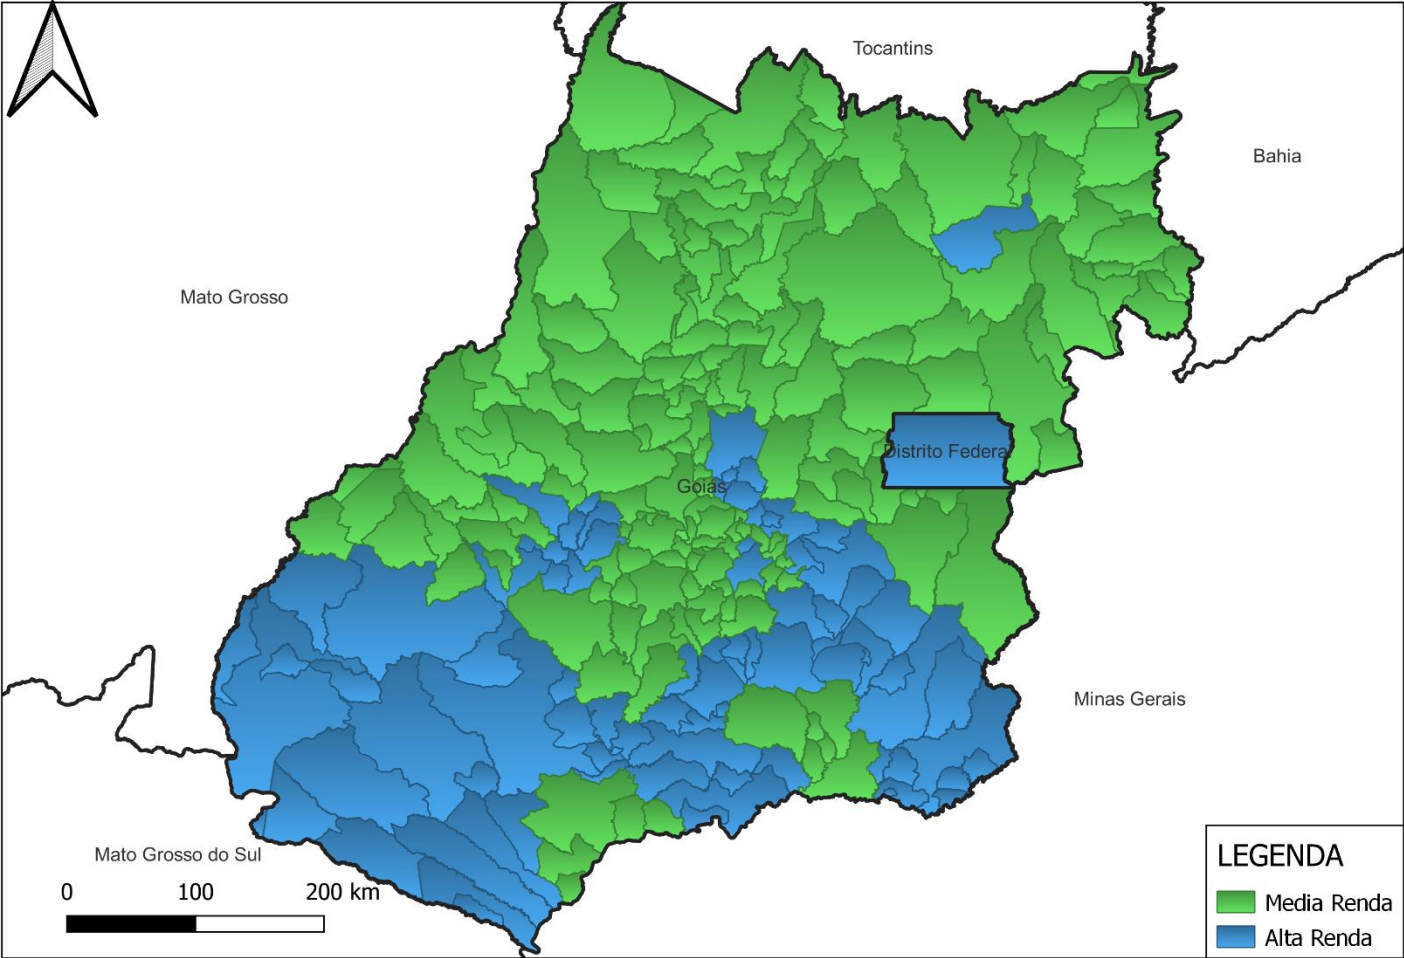 Tocantins
Bahia
Mato Grosso
Distrito Federa
Goiás
Minas Gerais
Mato Grosso do Sul
0 100 200 km
LEGENDA
Media Renda
Alta Renda